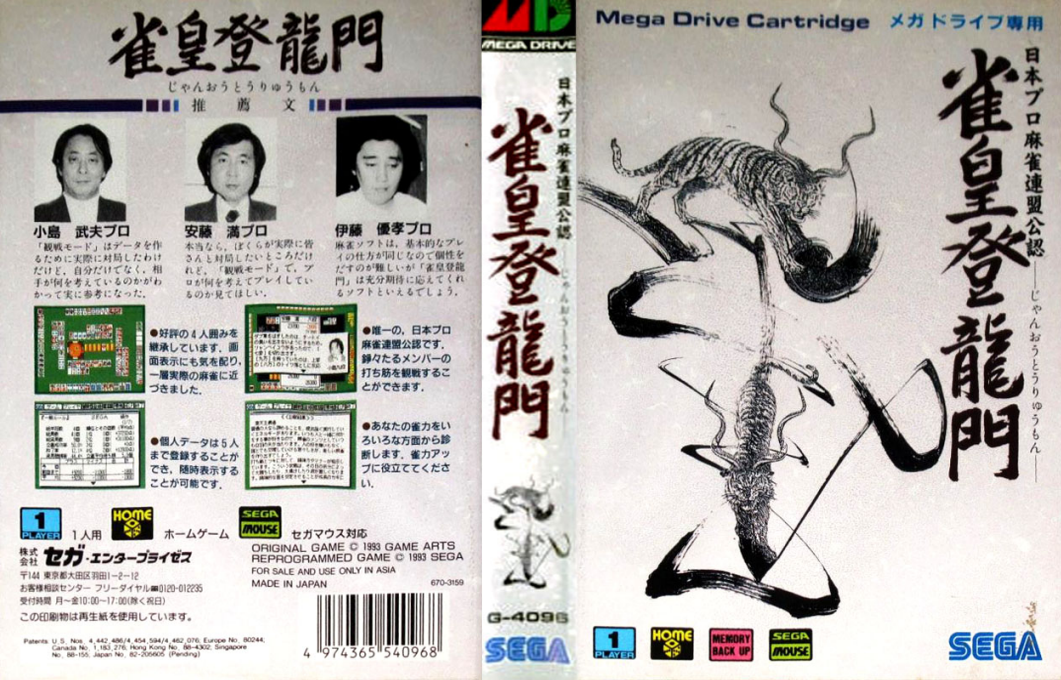 雀皇登龍門
じゃんおうとうりゅうもん
推薦文
小島 武夫プロ
「観戦モード」はデータを作
るために実際に対局したわけ
だけど、自分だけでなく、相
手が何を考えているのかがわ
かって実に参考になった。
安藤 満プロ
本当なら、ぼくらが実際に皆
さんと対局したいところだけ
れど、「観戦モード」で、プ
ロが何を考えてプレイしてい
るのか見てほしい。
伊藤 優孝プロ
麻雀ソフトは、基本的なプレ
イの仕方が同じなので個性を
だすのが難しいが「雀皇登龍
門」は充分期待に応えてくれ
るソフトといえるでしょう。
●好評の4人囲みを
継承しています。画
面表示にも気を配り、
一層実際の麻雀に近
づきました。
●唯一の、日本プロ
麻雀連盟公認です。
錚々たるメンバーの
打ち筋を観戦するこ
とができます。
●個人データは5人
まで登録することが
でき、随時表示する
ことが可能です。
●あなたの雀力をい
ろいろな方面から診
断します。雀力アッ
プに役立ててくださ
い。
1
PLAYER
1人用
HOME
ホームゲーム
SEGA
MOUSE
セガマウス対応
株式
会社 セガ・エンタープライゼス
〒144 東京都大田区羽田1-2-12
お客様相談センター フリーダイヤル 0120-012235
受付時間 月〜金10:00〜17:00(除く祝日)
この印刷物は再生紙を使用しています。
ORIGINAL GAME © 1993 GAME ARTS
REPROGRAMMED GAME © 1993 SEGA
FOR SALE AND USE ONLY IN ASIA
MADE IN JAPAN
670-3159
Patents: U.S. Nos. 4,442,486/4,454,594/4,462,076; Europe No. 80244;
Canada No. 1,183,276; Hong Kong No. 88-4302; Singapore
No. 88-155; Japan No. 82-205605 (Pending)
4 974365 540968
MD
MEGA DRIVE
日本プロ麻雀連盟公認
じゃんおうとうりゅうもん
雀皇登龍門
G-4096
SEGA
Mega Drive Cartridge メガドライブ専用
日本プロ麻雀連盟公認
じゃんおうとうりゅうもん
雀皇登龍門
1
PLAYER
HOME
MEMORY
BACK UP
SEGA
MOUSE
SEGA